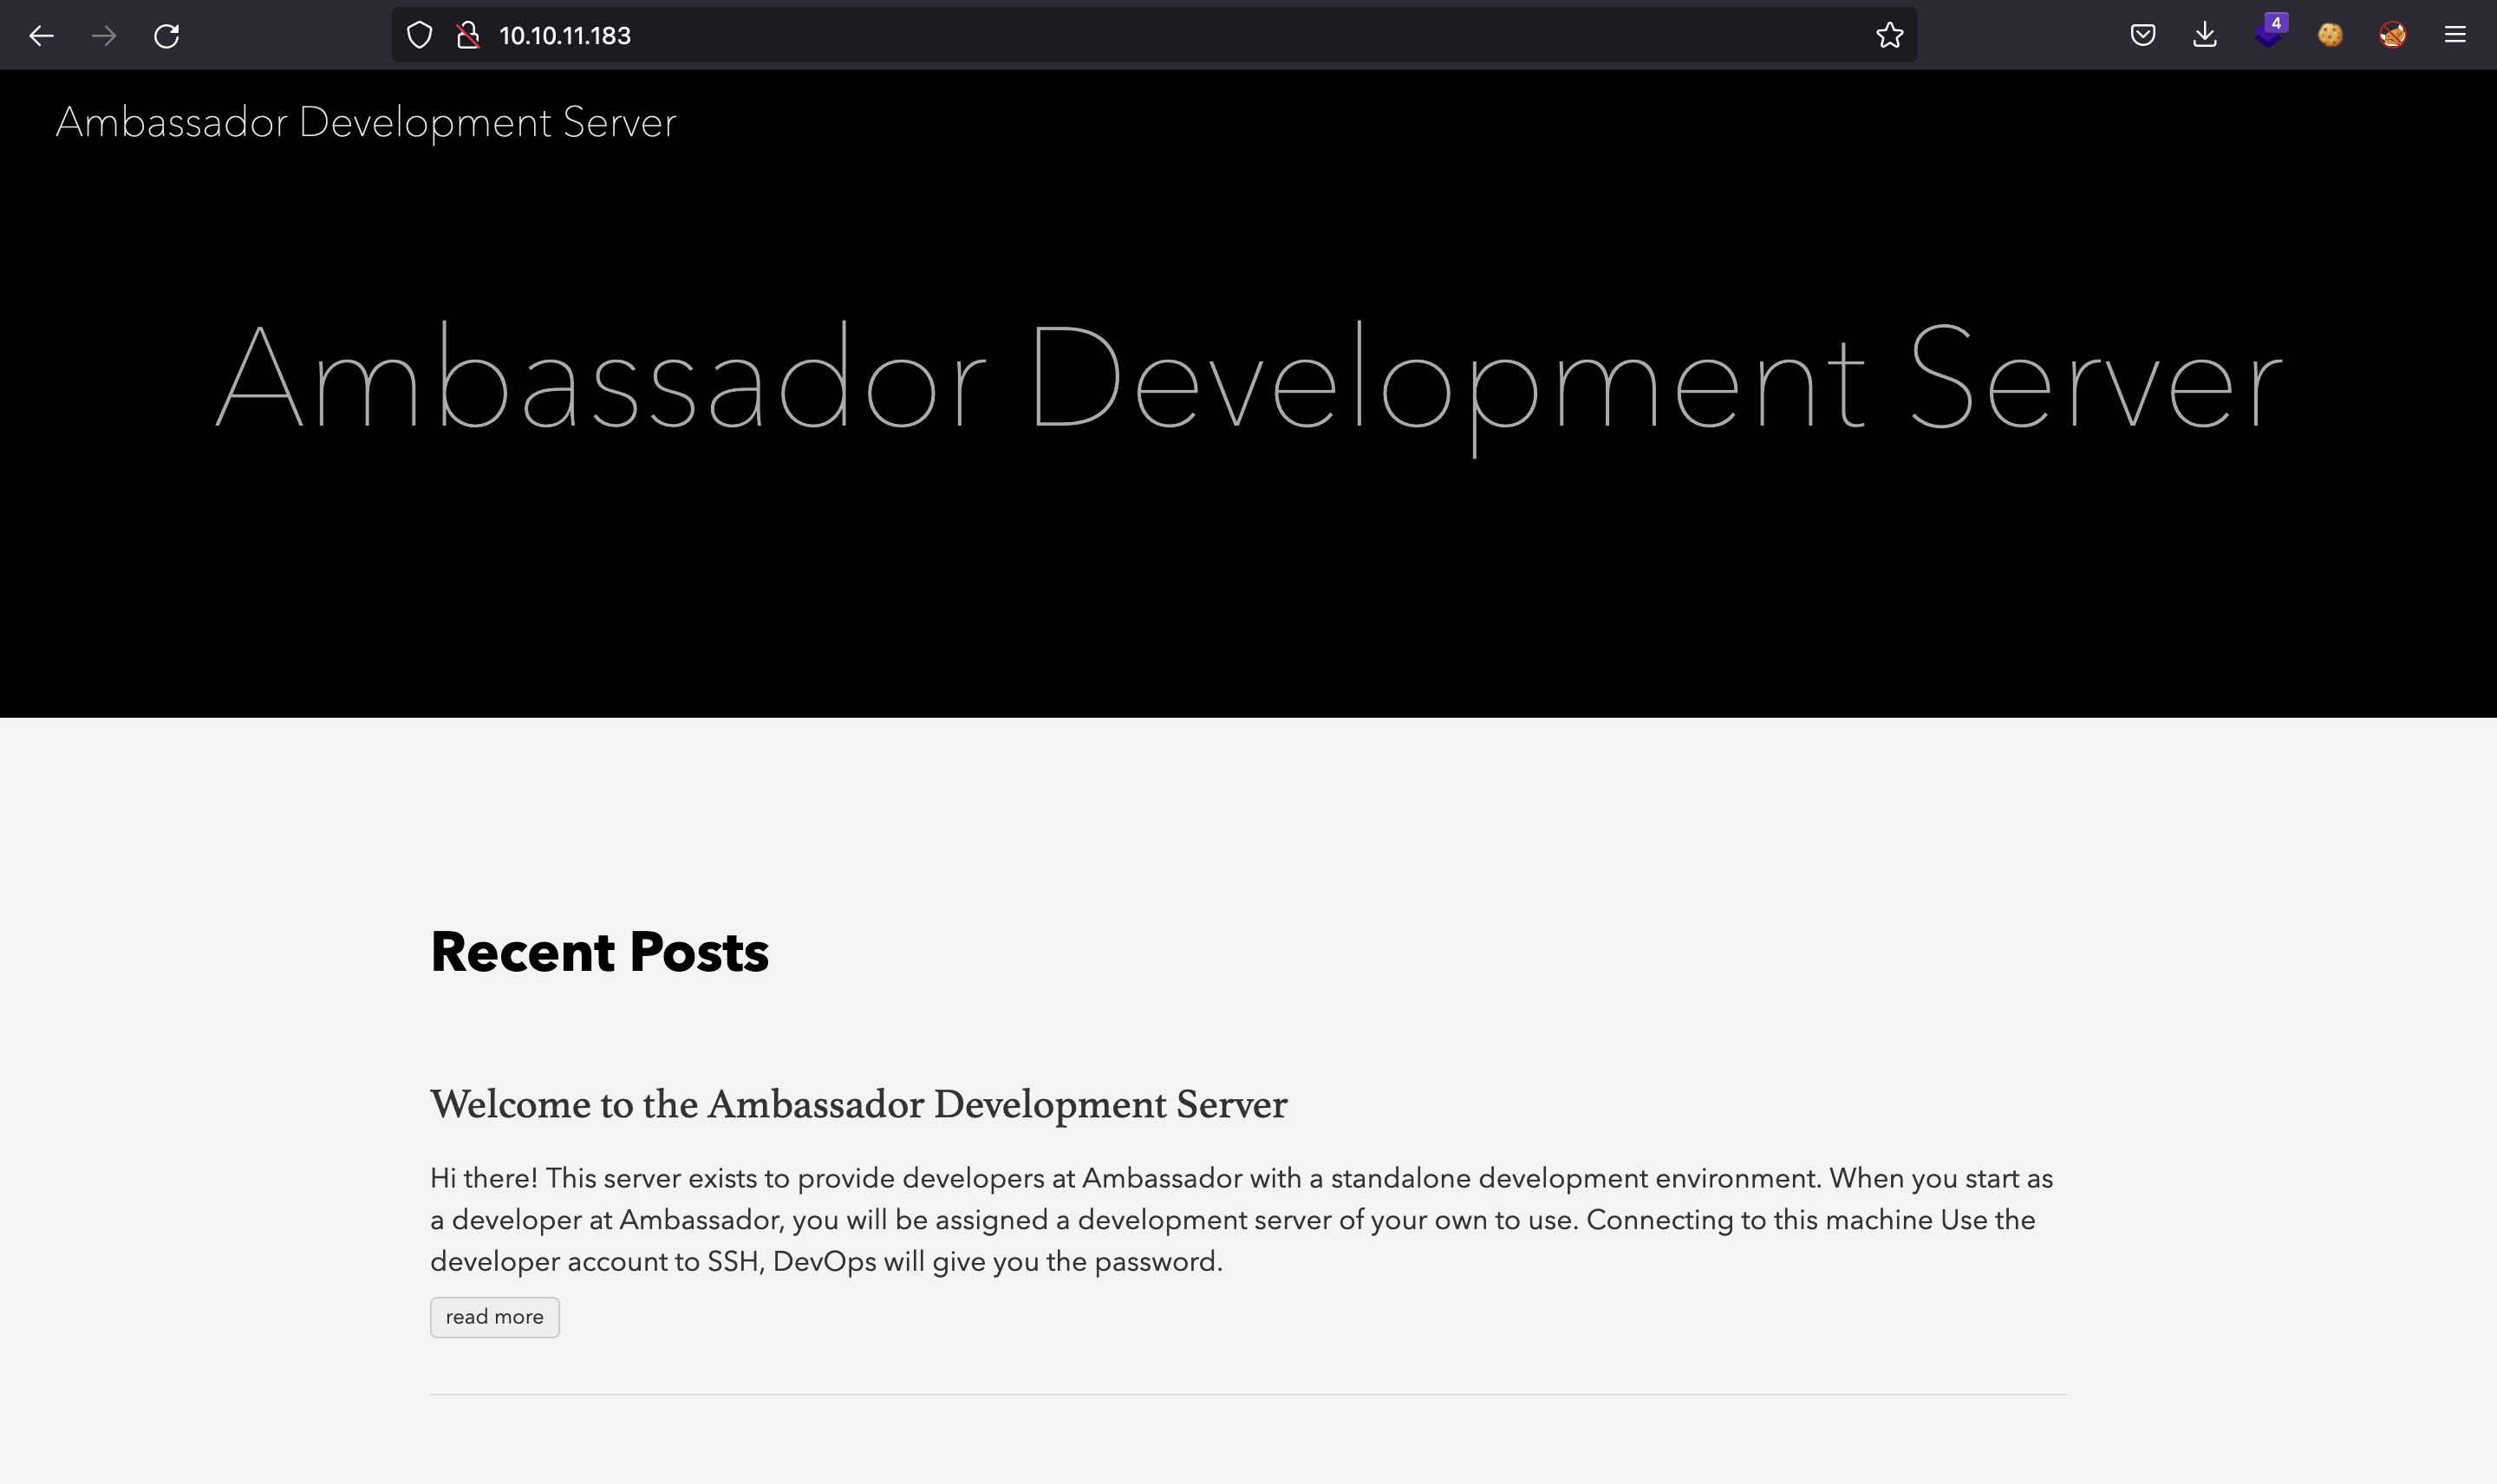 10.10.11.183
4
Ambassador Development Server
Ambassador Development Server
Recent Posts
Welcome to the Ambassador Development Server
Hi there! This server exists to provide developers at Ambassador with a standalone development environment. When you start as
a developer at Ambassador, you will be assigned a development server of your own to use. Connecting to this machine Use the
developer account to SSH, DevOps will give you the password.
read more